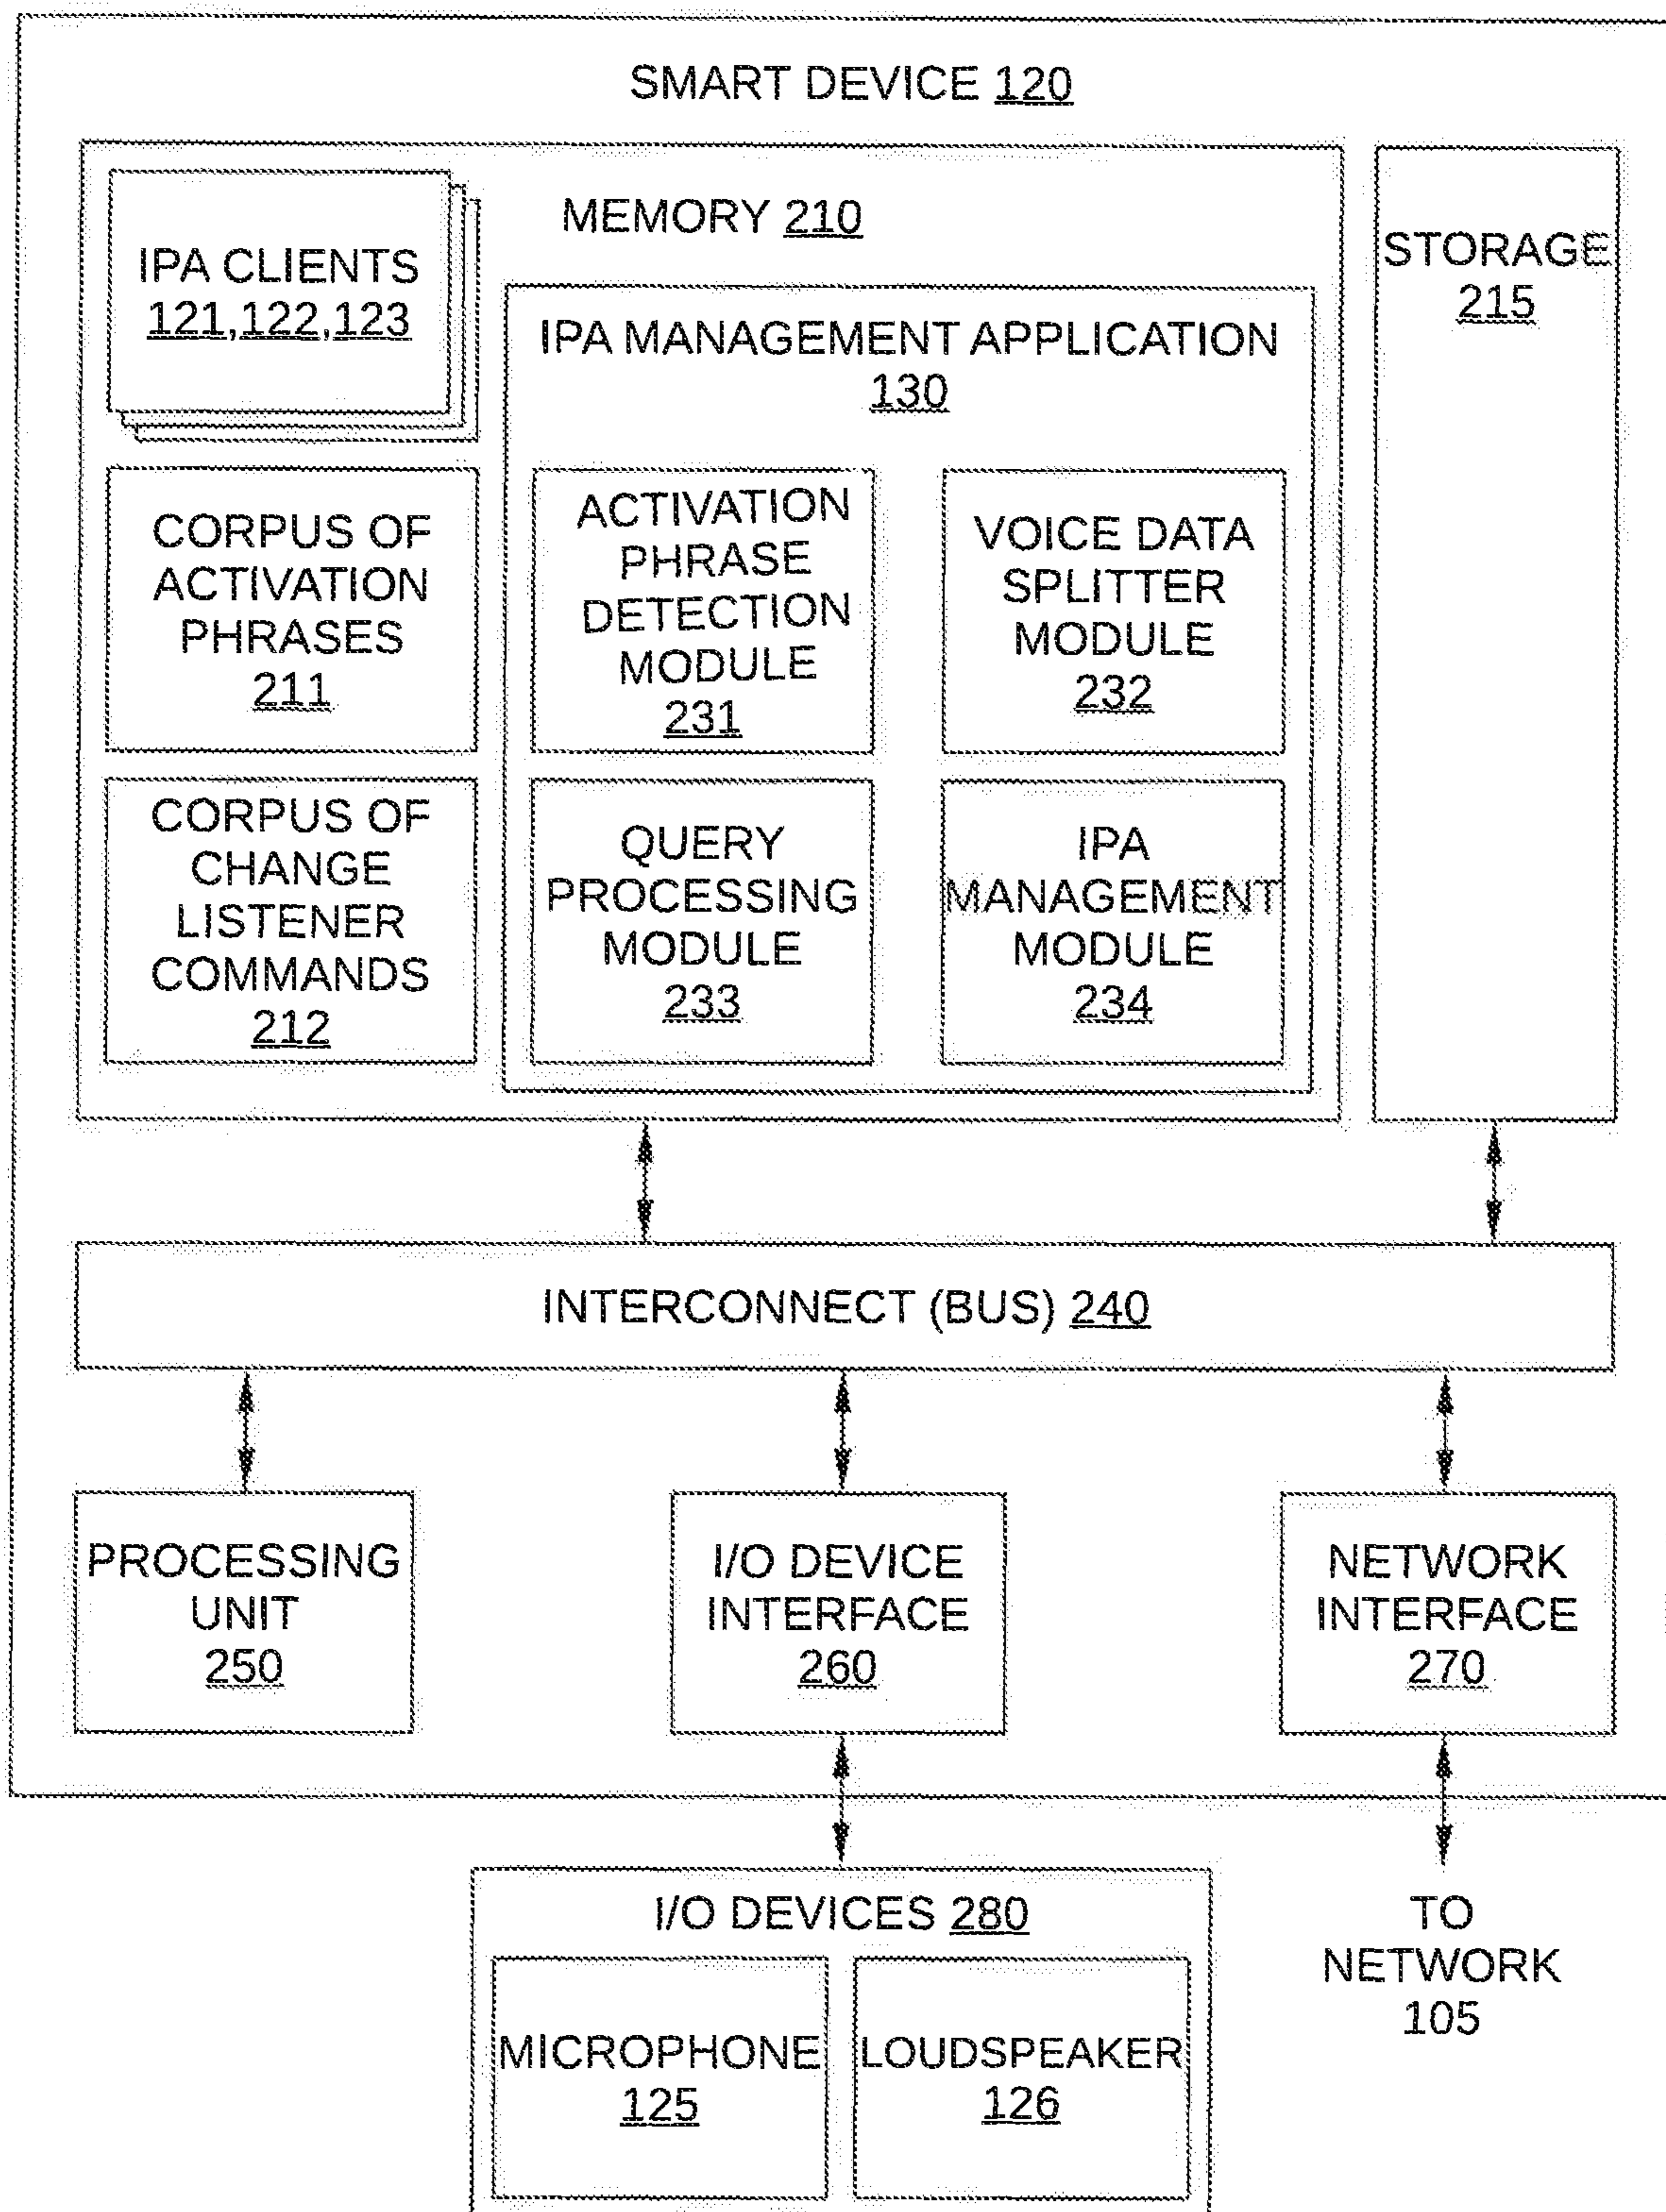 SMART DEVICE 120
MEMORY 210
STORAGE
215
IPA CLIENTS
121,122,123
IPA MANAGEMENT APPLICATION
130
CORPUS OF
ACTIVATION
PHRASES
211
ACTIVATION
PHRASE
DETECTION
MODULE
231
VOICE DATA
SPLITTER
MODULE
232
CORPUS OF
CHANGE
LISTENER
COMMANDS
212
QUERY
PROCESSING
MODULE
233
IPA
MANAGEMENT
MODULE
234
INTERCONNECT (BUS) 240
PROCESSING
UNIT
250
I/O DEVICE
INTERFACE
260
NETWORK
INTERFACE
270
I/O DEVICES 280
MICROPHONE
125
LOUDSPEAKER
126
TO
NETWORK
105